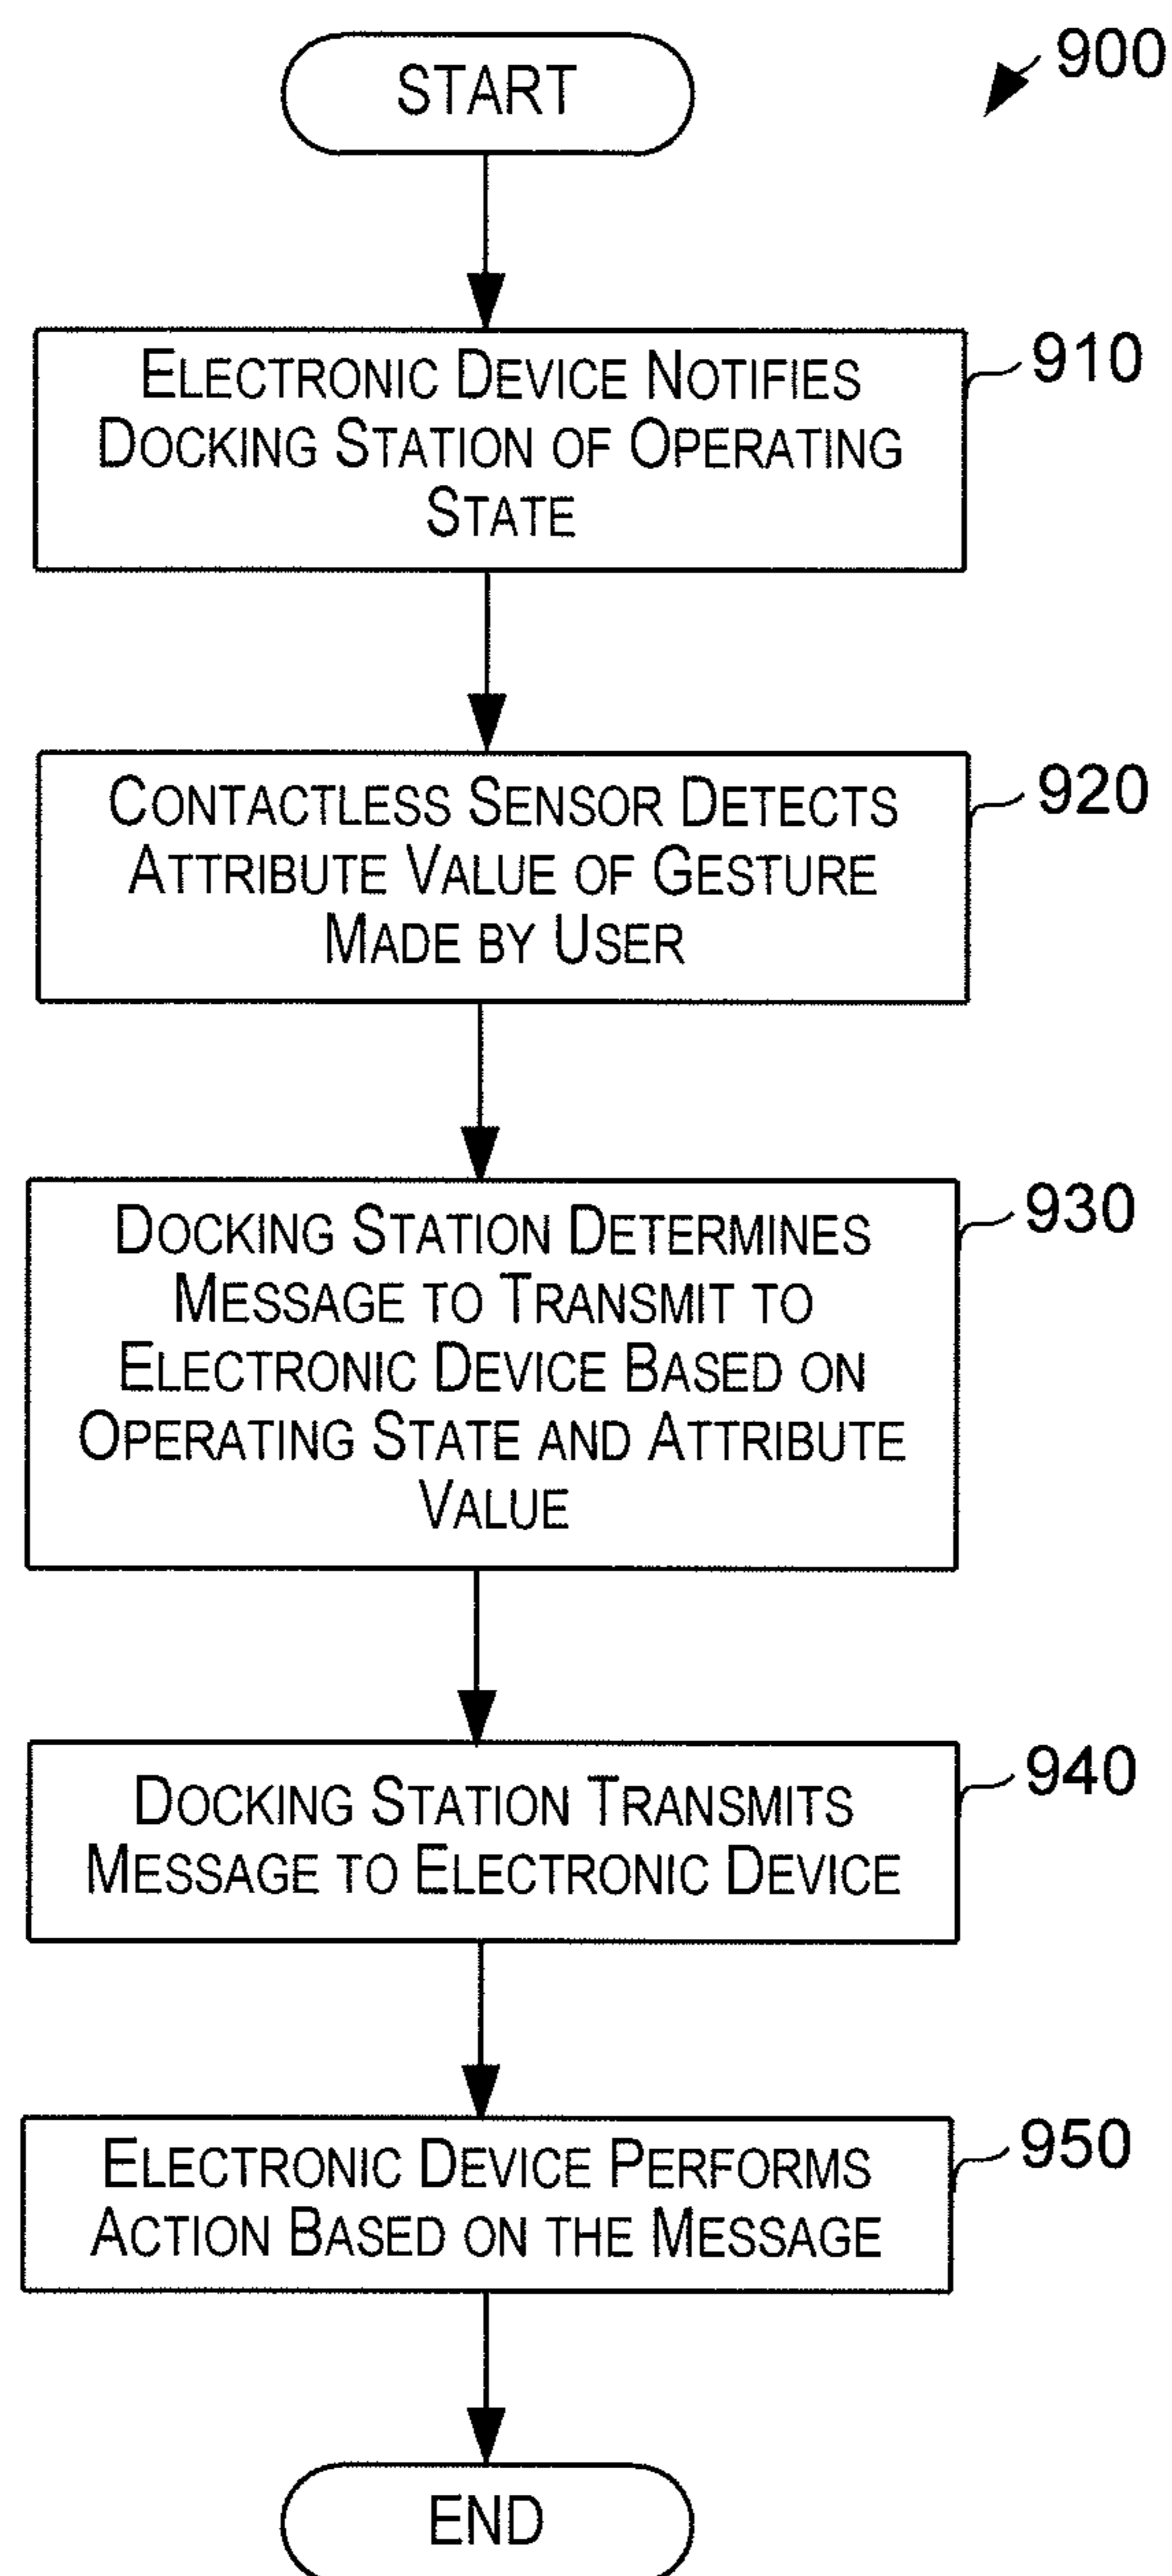 START
900
ELECTRONIC DEVICE NOTIFIES
DOCKING STATION OF OPERATING
STATE
910
CONTACTLESS SENSOR DETECTS
ATTRIBUTE VALUE OF GESTURE
MADE BY USER
920
DOCKING STATION DETERMINES
MESSAGE TO TRANSMIT TO
ELECTRONIC DEVICE BASED ON
OPERATING STATE AND ATTRIBUTE
VALUE
930
DOCKING STATION TRANSMITS
MESSAGE TO ELECTRONIC DEVICE
940
ELECTRONIC DEVICE PERFORMS
ACTION BASED ON THE MESSAGE
950
END